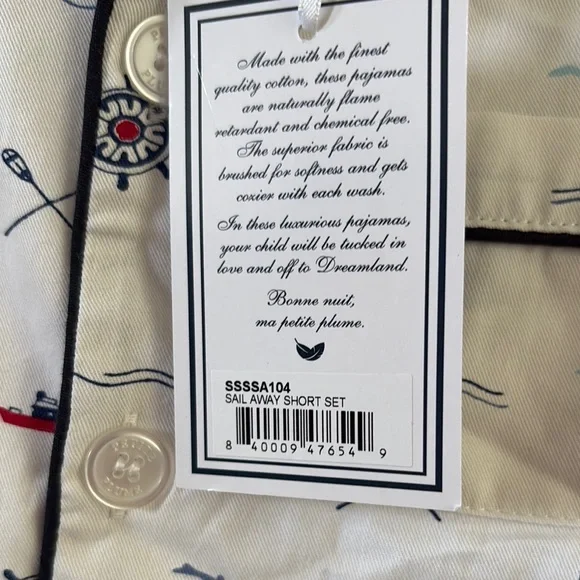 Made with the finest
quality cotton, these pajamas
are naturally flame
retardant and chemical free.
The superior fabric is
brushed for softness and gets
cozier with each wash.
In these luxurious pajamas,
your child will be tucked in
love and off to Dreamland.
Bonne nuit,
ma petite plume.
SSSSA104
SAIL AWAY SHORT SET
8 40009 47654 9